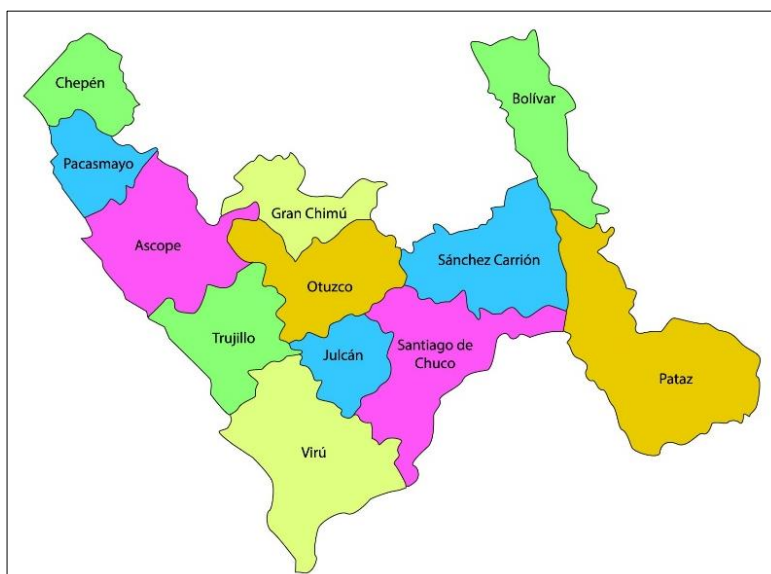 Chepén
Bolívar
Pacasmayo
Gran Chimú
Ascope
Sánchez Carrión
Otuzco
Trujillo
Julcán
Santiago de
Chuco
Pataz
Virú